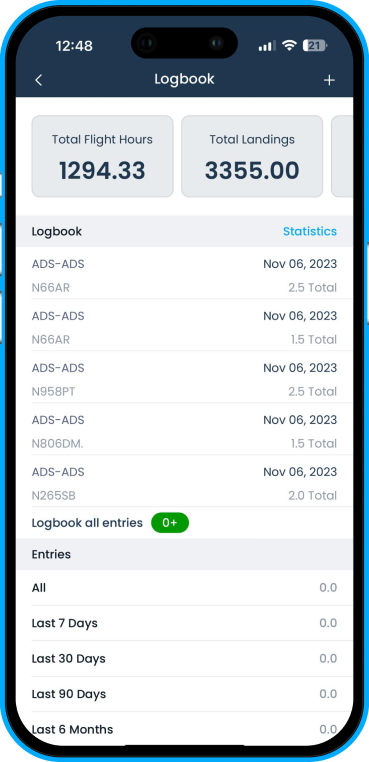 12:48
21
Logbook
+
Total Flight Hours
1294.33
Total Landings
3355.00
Logbook Statistics
ADS-ADS Nov 06, 2023
N66AR 2.5 Total
ADS-ADS Nov 06, 2023
N66AR 1.5 Total
ADS-ADS Nov 06, 2023
N958PT 2.5 Total
ADS-ADS Nov 06, 2023
N806DM. 1.5 Total
ADS-ADS Nov 06, 2023
N265SB 2.0 Total
Logbook all entries 0+
Entries
All 0.0
Last 7 Days 0.0
Last 30 Days 0.0
Last 90 Days 0.0
Last 6 Months 0.0